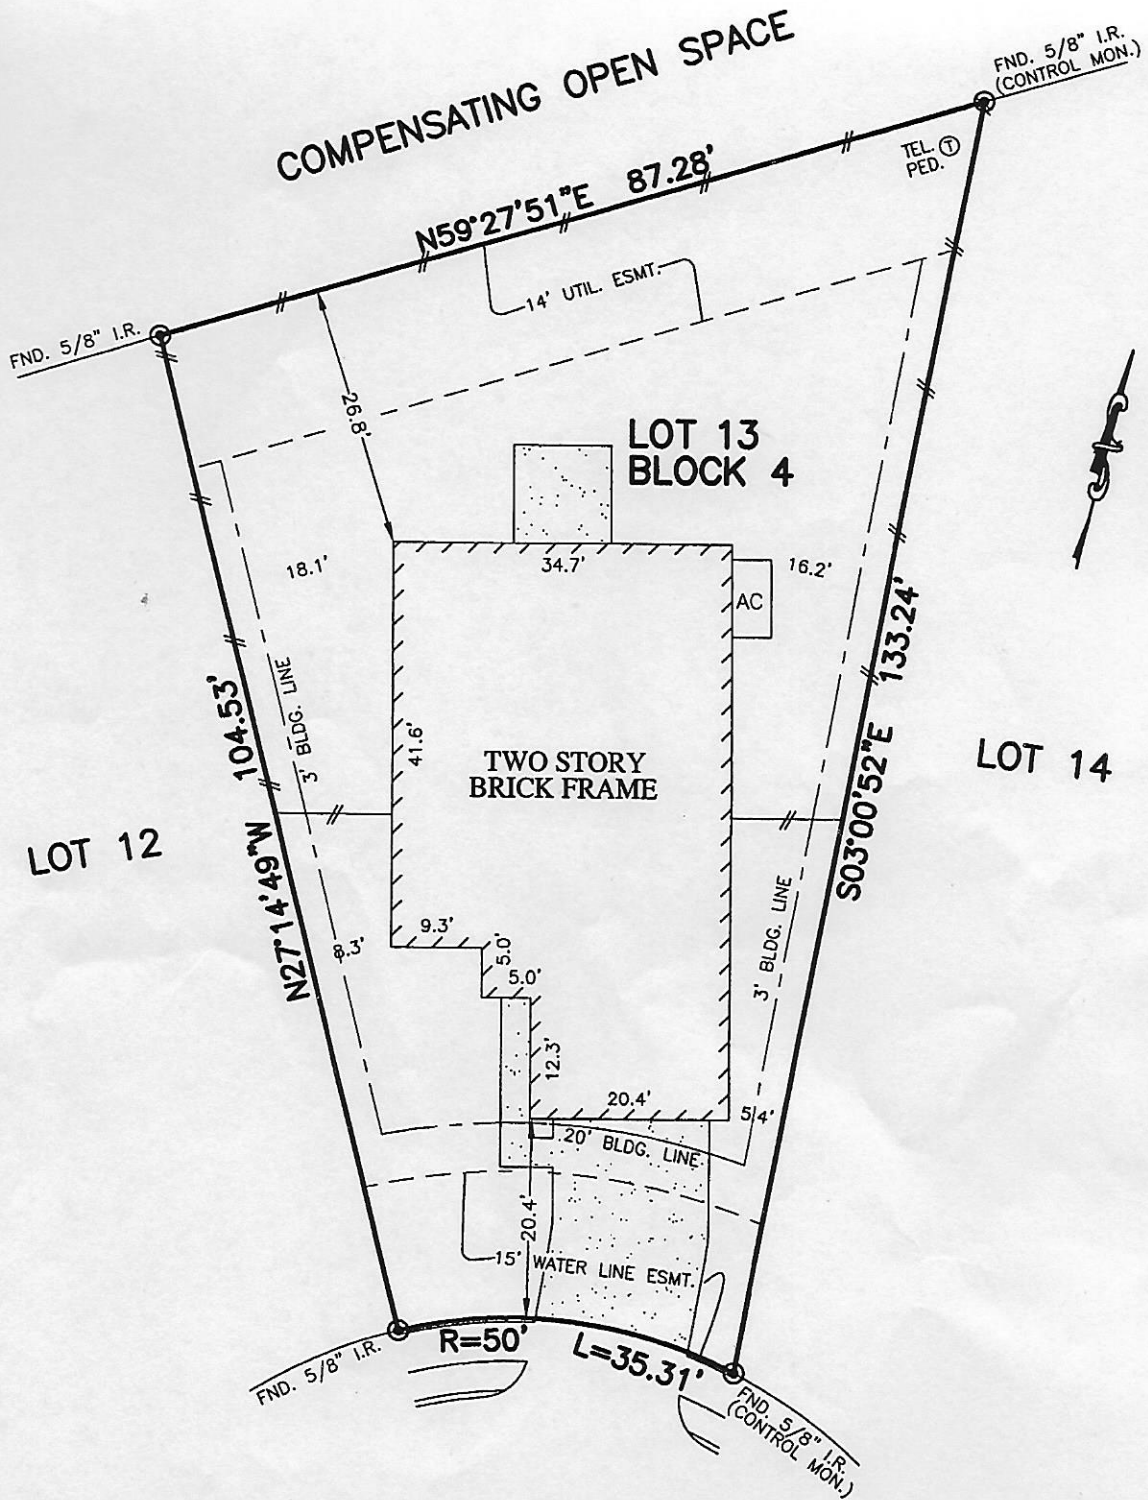 COMPENSATING OPEN SPACE
FND. 5/8" I.R.
(CONTROL MON.)
TEL. T
PED.
N59°27'51"E 87.28'
14' UTIL. ESMT.
FND. 5/8" I.R.
26.8'
LOT 13
BLOCK 4
18.1'
34.7'
16.2'
AC
104.53'
3' BLDG. LINE
41.6'
TWO STORY
BRICK FRAME
S03°00'52"E 133.24'
LOT 14
LOT 12
N27°14'49"W
8.3'
9.3'
5.0'
5.0'
3' BLDG. LINE
12.3'
20.4'
5.4'
20' BLDG. LINE
20.4'
15' WATER LINE ESMT.
R=50'
L=35.31'
FND. 5/8" I.R.
FND. 5/8" I.R.
(CONTROL MON.)